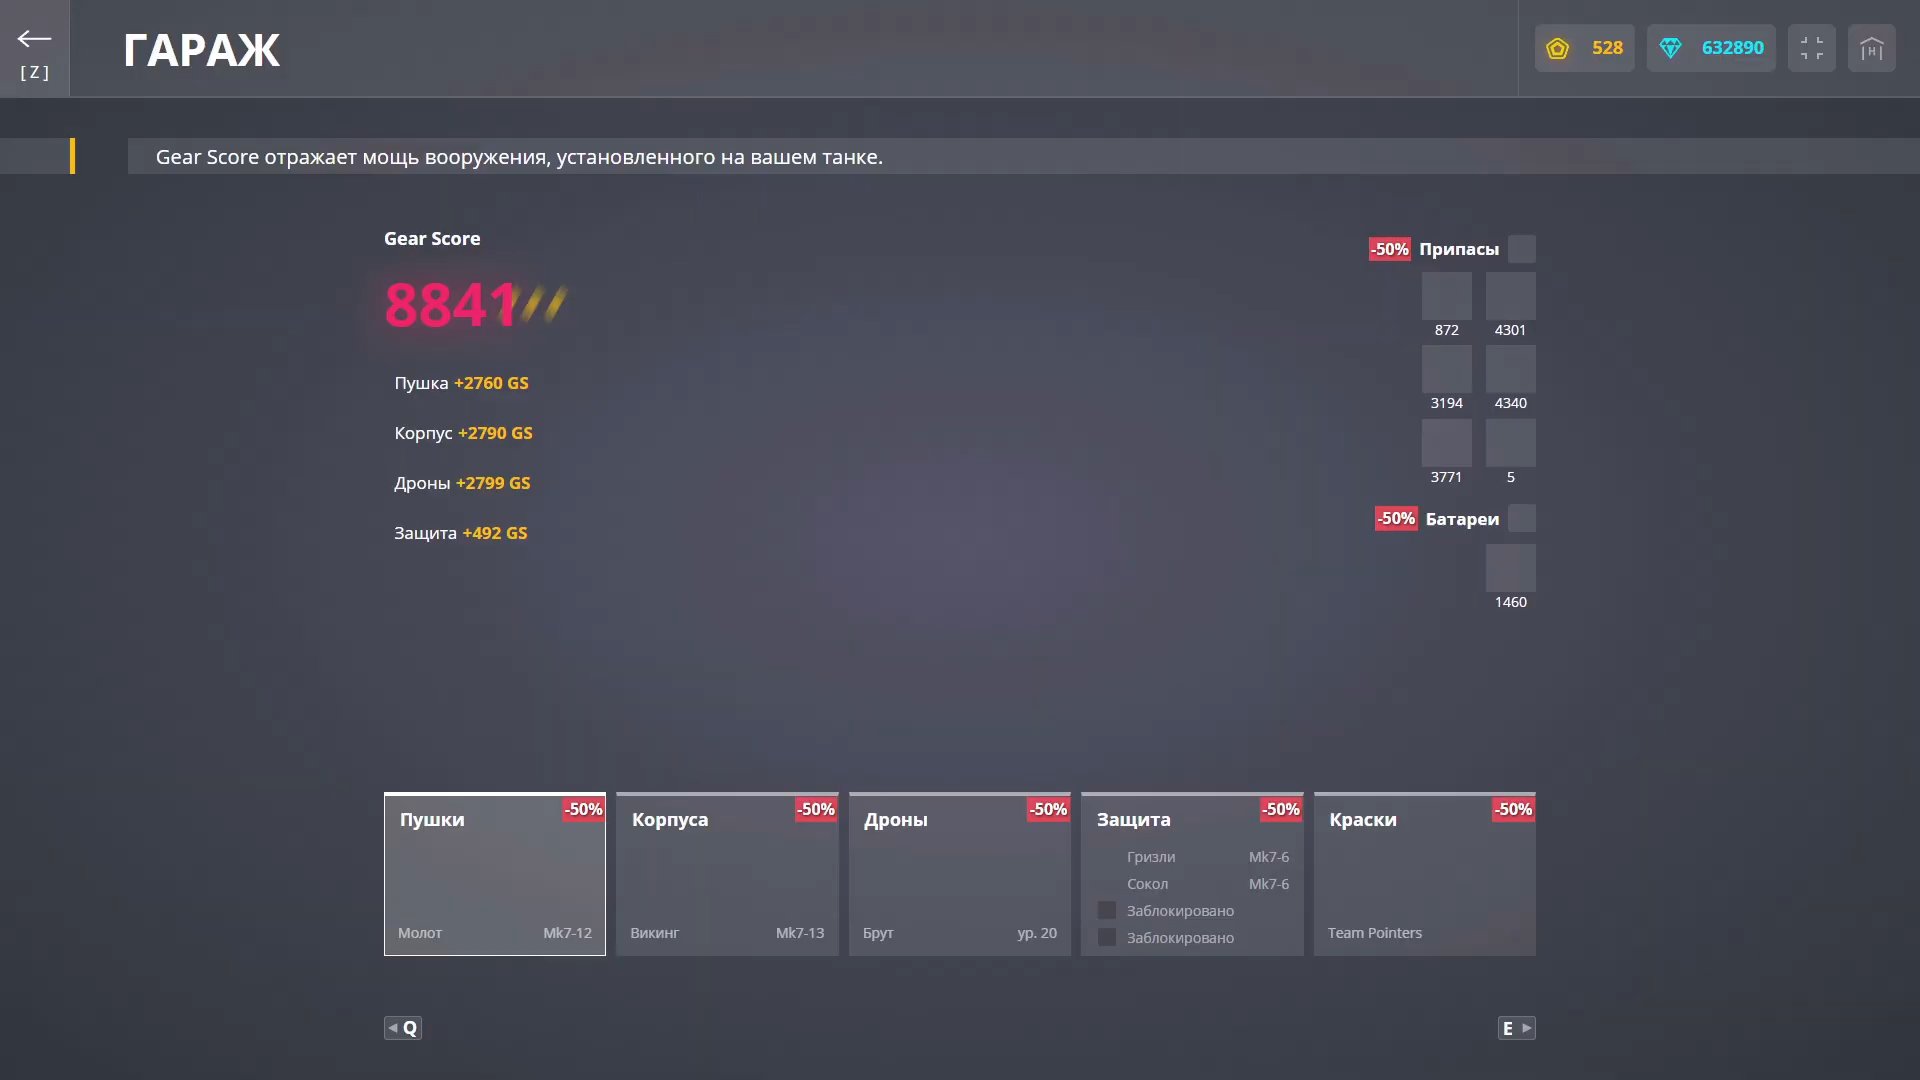 [Z]
ГАРАЖ
528
632890
Gear Score отражает мощь вооружения, установленного на вашем танке.
Gear Score
8841
Пушка +2760 GS
Корпус +2790 GS
Дроны +2799 GS
Защита +492 GS
-50% Припасы
872 4301
3194 4340
3771 5
-50% Батареи
1460
Пушки -50%
Молот Mk7-12
Корпуса -50%
Викинг Mk7-13
Дроны -50%
Брут ур. 20
Защита -50%
Гризли Mk7-6
Сокол Mk7-6
Заблокировано
Заблокировано
Краски -50%
Team Pointers
Q
E